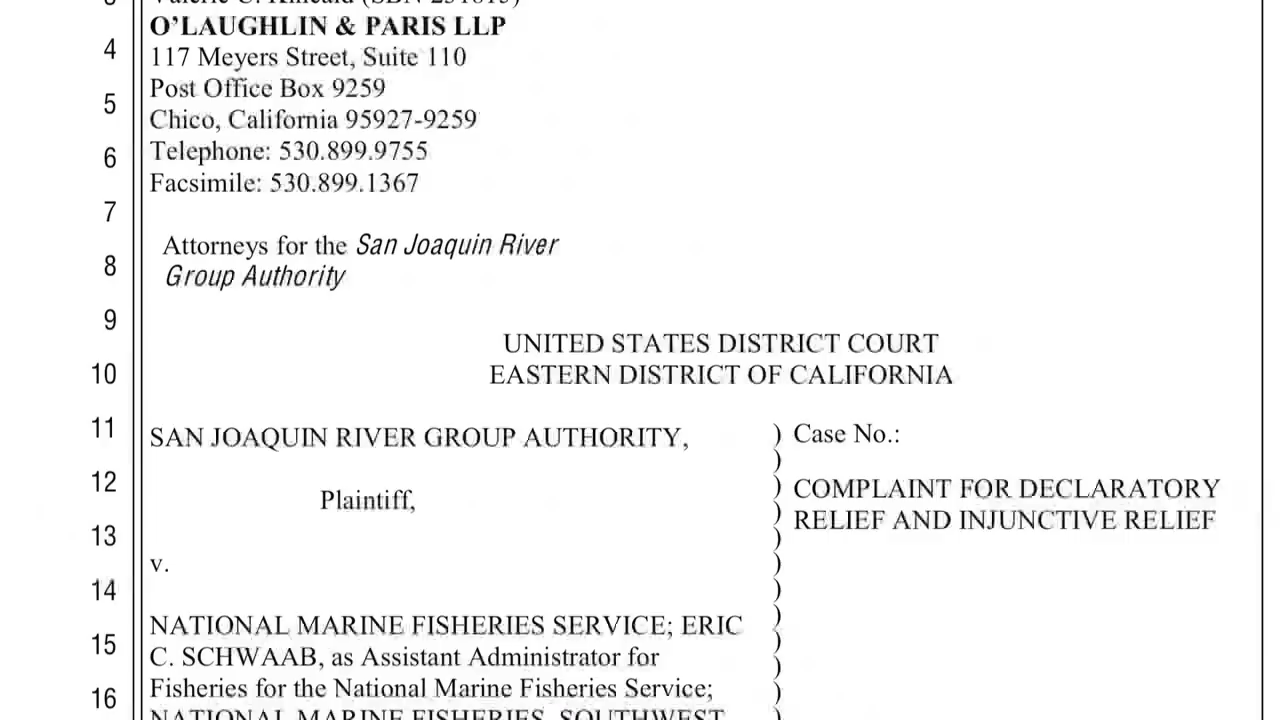 O'LAUGHLIN & PARIS LLP
4
117 Meyers Street, Suite 110
Post Office Box 9259
5
Chico, California 95927-9259
6
Telephone: 530.899.9755
Facsimile: 530.899.1367
7
Attorneys for the San Joaquin River
8
Group Authority
9
UNITED STATES DISTRICT COURT
10
EASTERN DISTRICT OF CALIFORNIA
11
SAN JOAQUIN RIVER GROUP AUTHORITY,
) Case No.:
)
12
Plaintiff,
) COMPLAINT FOR DECLARATORY
) RELIEF AND INJUNCTIVE RELIEF
13
)
v.
)
14
)
NATIONAL MARINE FISHERIES SERVICE; ERIC
)
15
)
C. SCHWAAB, as Assistant Administrator for
)
16
Fisheries for the National Marine Fisheries Service;
)
NATIONAL MARINE FISHERIES, SOUTHWEST
)